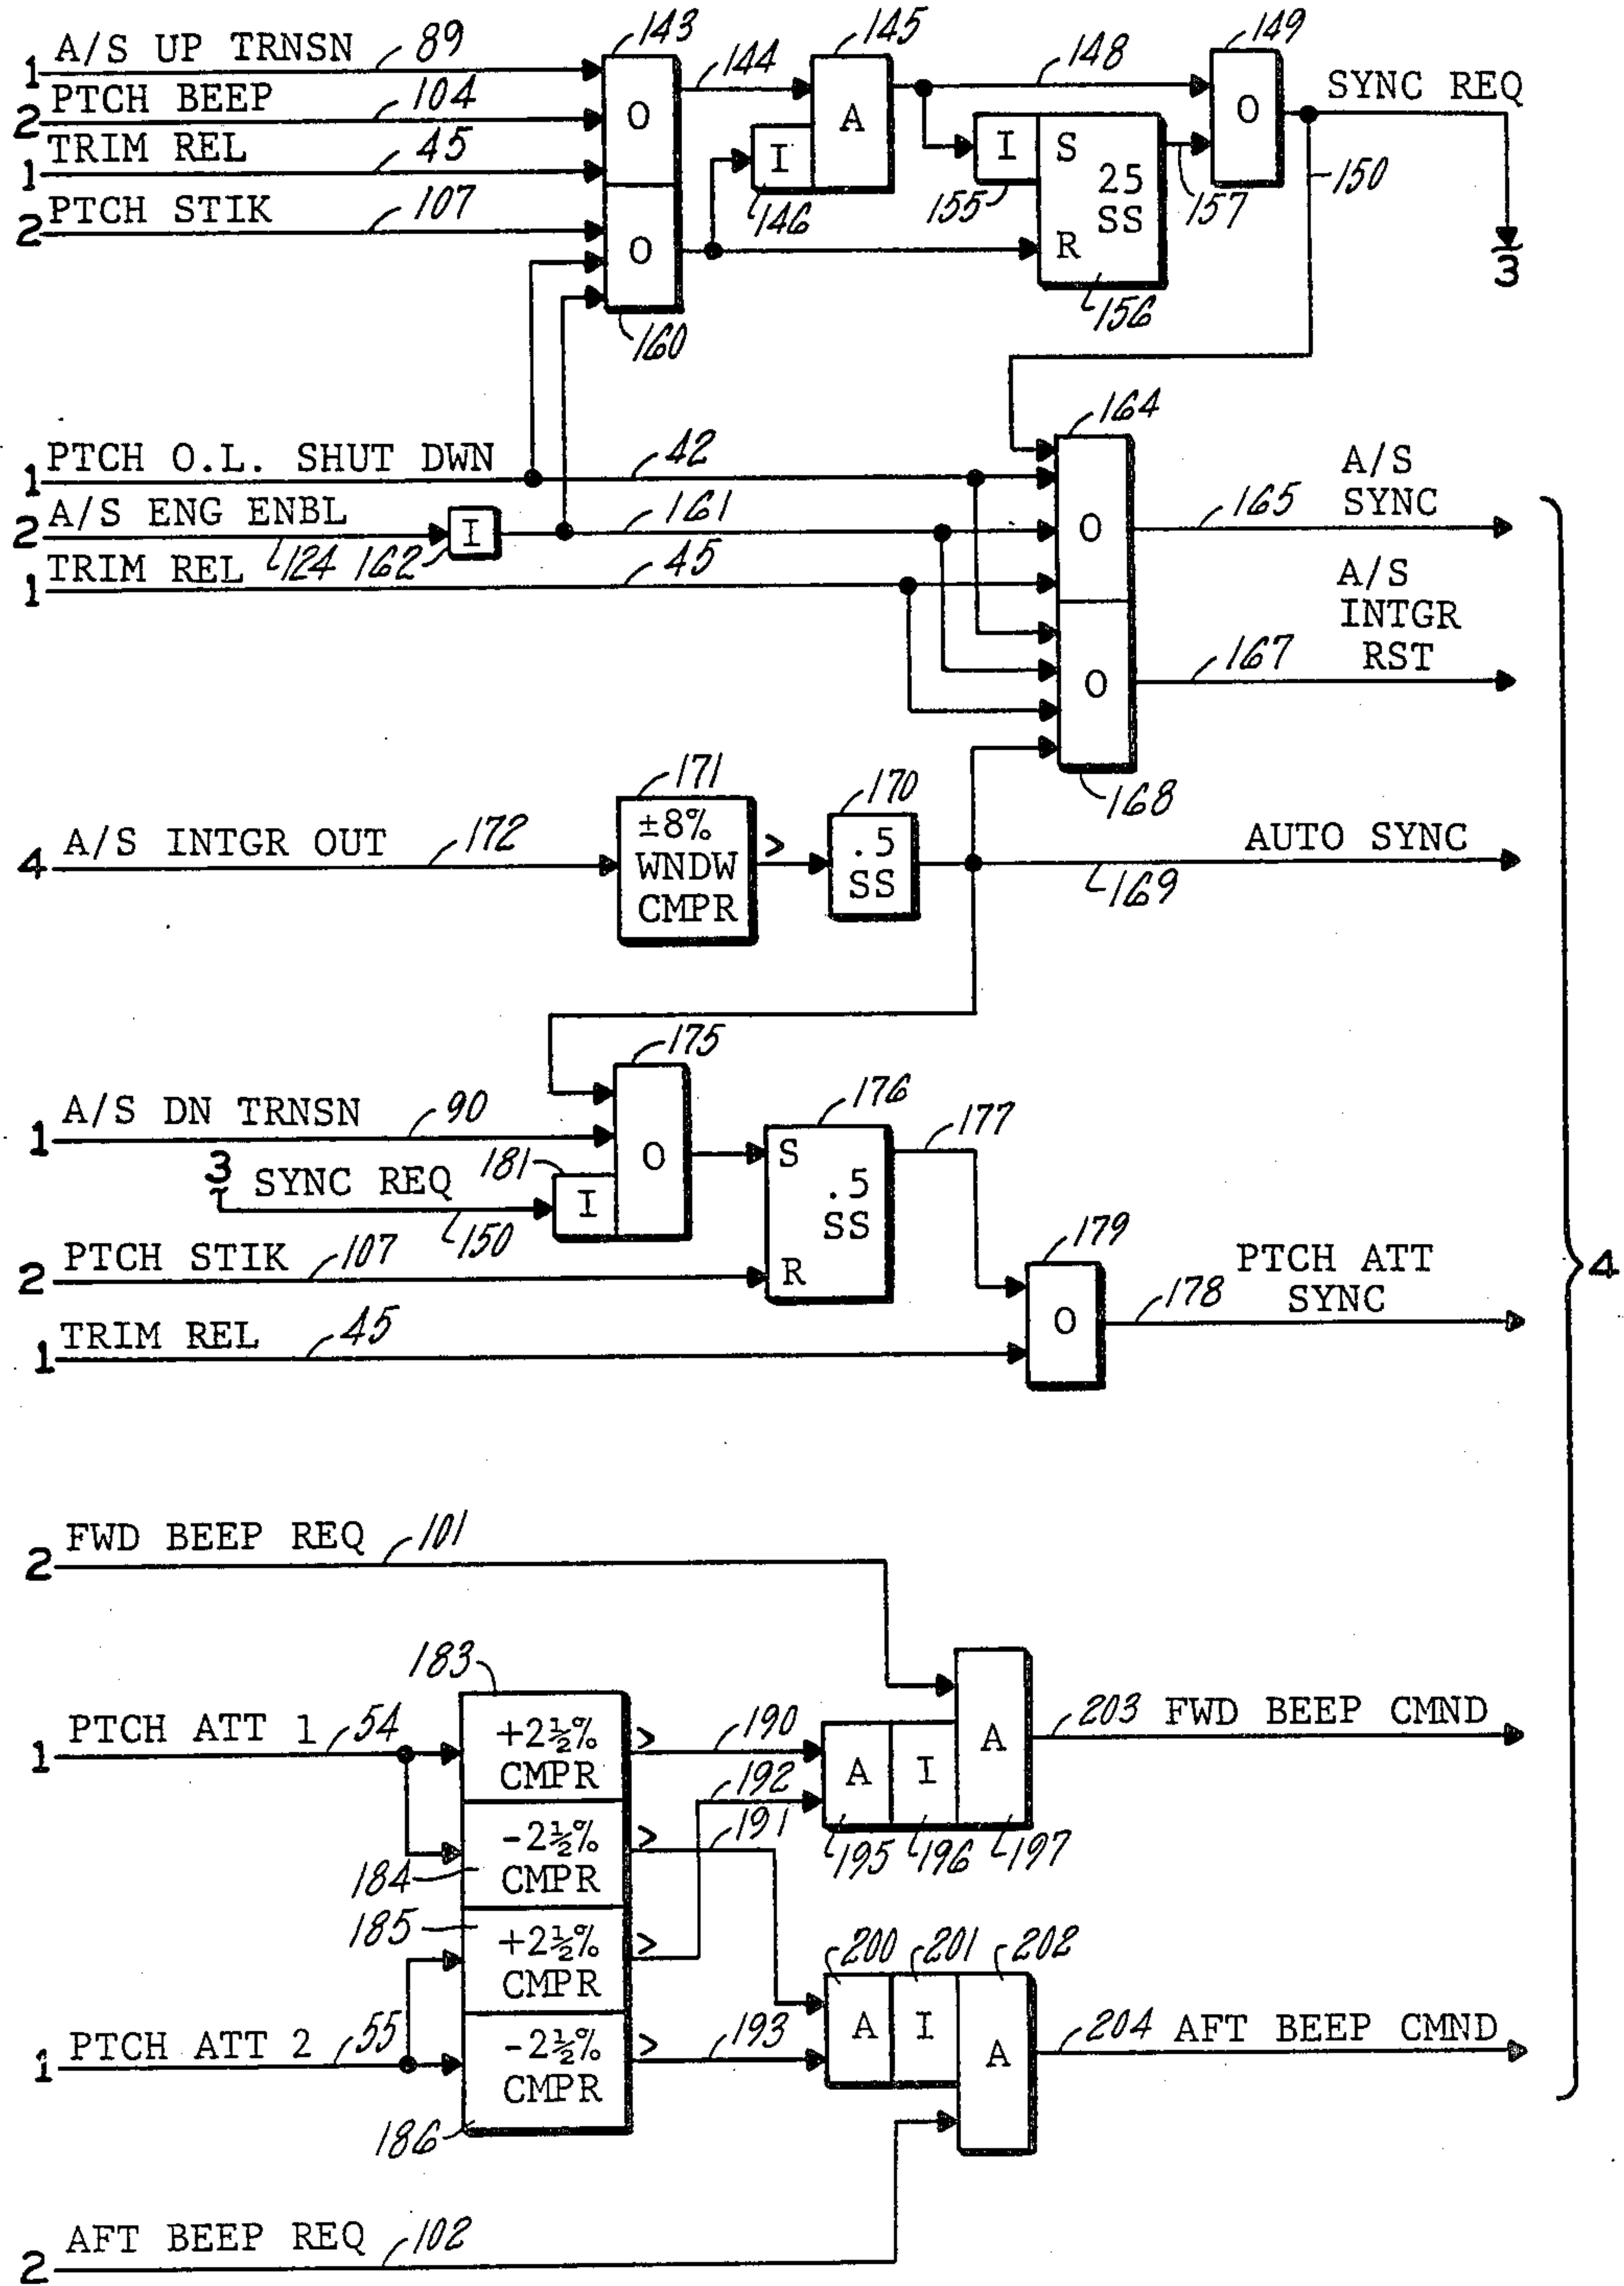 A/S UP TRNSN 89
1
PTCH BEEP 104
2
TRIM REL 45
1
PTCH STIK 107
2
143
O
O
160
144
145
A
I
146
148
I
155
S
25
SS
R
156
157
149
O
SYNC REQ
150
3
PTCH O.L. SHUT DWN 42
1
A/S ENG ENBL
2
124 162
I
161
TRIM REL 45
1
164
O
O
168
165
A/S
SYNC
167
A/S
INTGR
RST
4 A/S INTGR OUT 172
171
±8%
WNDW
CMPR
>
170
.5
SS
AUTO SYNC
169
175
O
1 A/S DN TRNSN 90
3 SYNC REQ 181
I
150
2 PTCH STIK 107
176
S
.5
SS
R
177
1 TRIM REL 45
179
O
178
PTCH ATT
SYNC
4
2 FWD BEEP REQ 101
183
1 PTCH ATT 1 54
+2½%
CMPR
>
190
184
-2½%
CMPR
>
191
192
185
+2½%
CMPR
>
1 PTCH ATT 2 55
-2½%
CMPR
>
193
186
A I A
195 196 197
203 FWD BEEP CMND
200 201 202
A I A
204 AFT BEEP CMND
2 AFT BEEP REQ 102